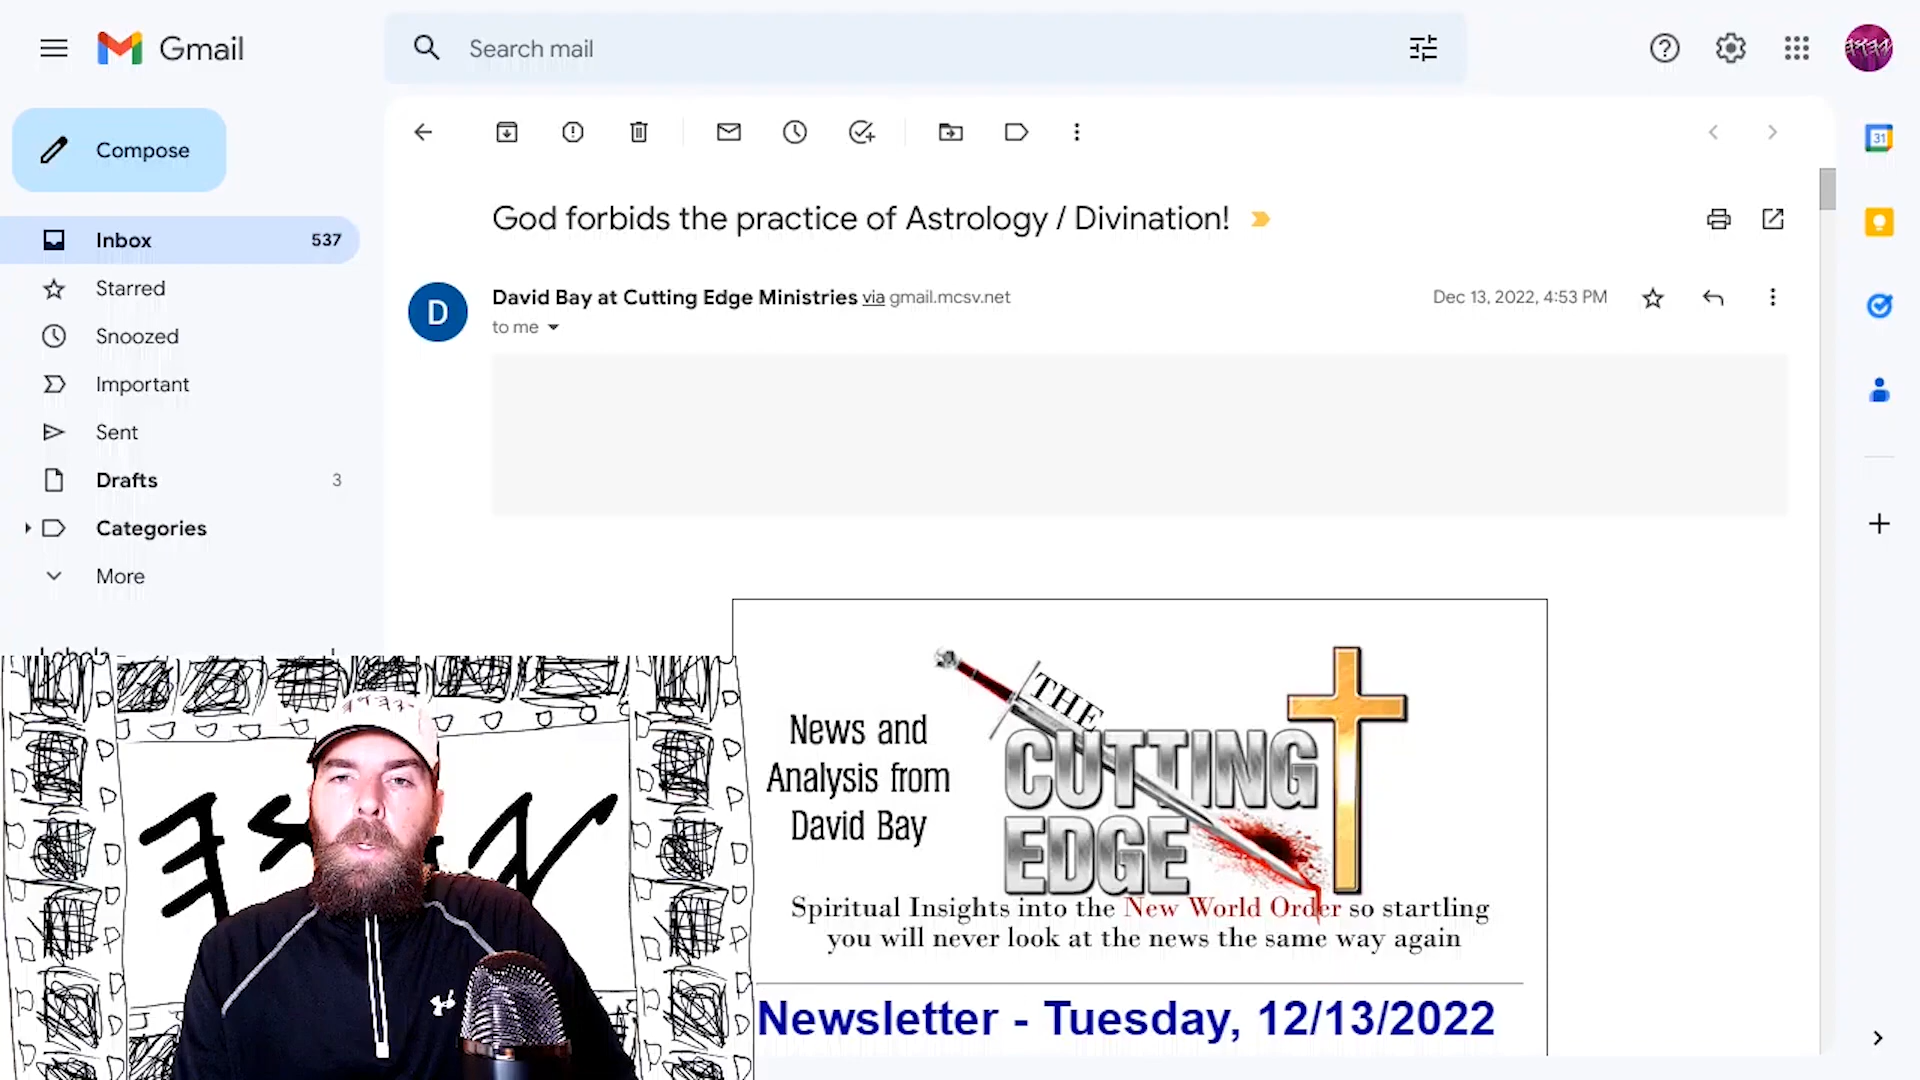 Gmail
Search mail
Compose
Inbox 537
Starred
Snoozed
Important
Sent
Drafts 3
Categories
More
God forbids the practice of Astrology / Divination!
D
David Bay at Cutting Edge Ministries via gmail.mcsv.net
Dec 13, 2022, 4:53 PM
to me
31
News and
Analysis from
David Bay
THE
CUTTING
EDGE
Spiritual Insights into the New World Order so startling
you will never look at the news the same way again
Newsletter - Tuesday, 12/13/2022